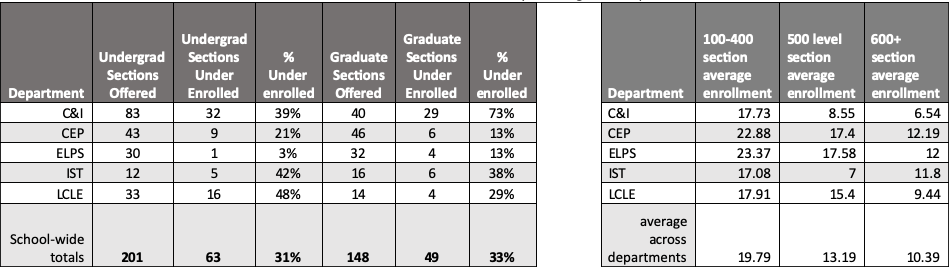 Department Undergrad Sections Offered Undergrad Sections Under Enrolled % Under enrolled Graduate Sections Offered Graduate Sections Under Enrolled % Under enrolled
C&I 83 32 39% 40 29 73%
CEP 43 9 21% 46 6 13%
ELPS 30 1 3% 32 4 13%
IST 12 5 42% 16 6 38%
LCLE 33 16 48% 14 4 29%
School-wide totals 201 63 31% 148 49 33%
Department 100-400 section average enrollment 500 level section average enrollment 600+ section average enrollment
C&I 17.73 8.55 6.54
CEP 22.88 17.4 12.19
ELPS 23.37 17.58 12
IST 17.08 7 11.8
LCLE 17.91 15.4 9.44
average across departments 19.79 13.19 10.39